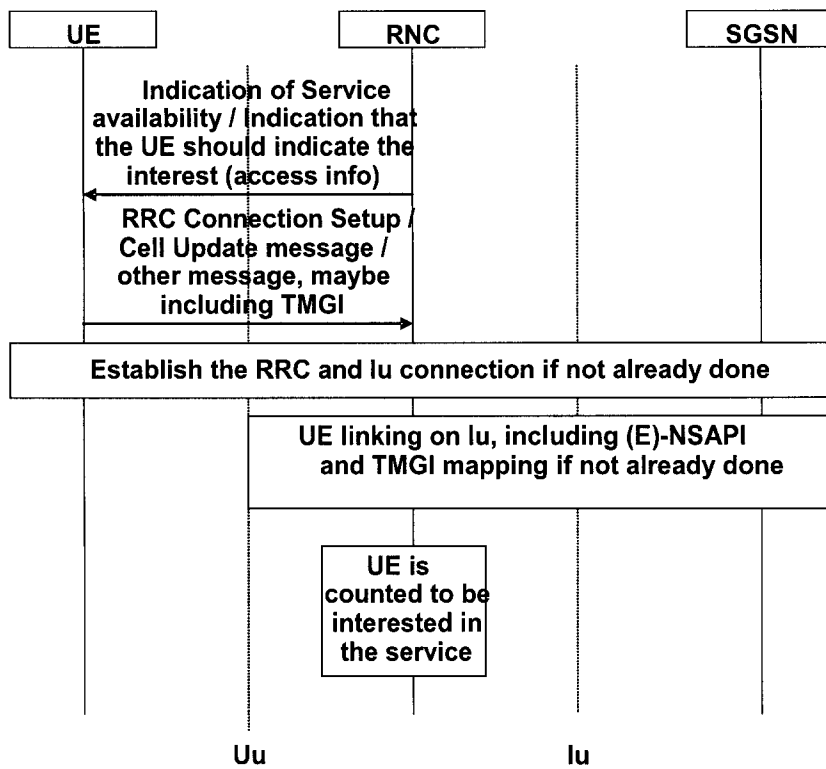 UE
RNC
SGSN
Indication of Service
availability / Indication that
the UE should indicate the
interest (access info)
RRC Connection Setup /
Cell Update message /
other message, maybe
including TMGI
Establish the RRC and Iu connection if not already done
UE linking on Iu, including (E)-NSAPI
and TMGI mapping if not already done
UE is
counted to be
interested in
the service
Uu
Iu